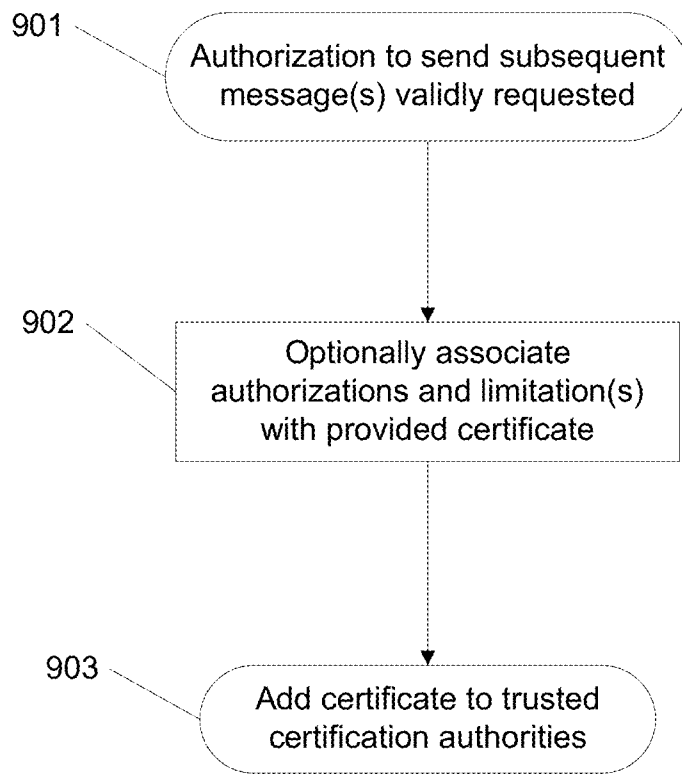 901
Authorization to send subsequent
message(s) validly requested
902
Optionally associate
authorizations and limitation(s)
with provided certificate
903
Add certificate to trusted
certification authorities